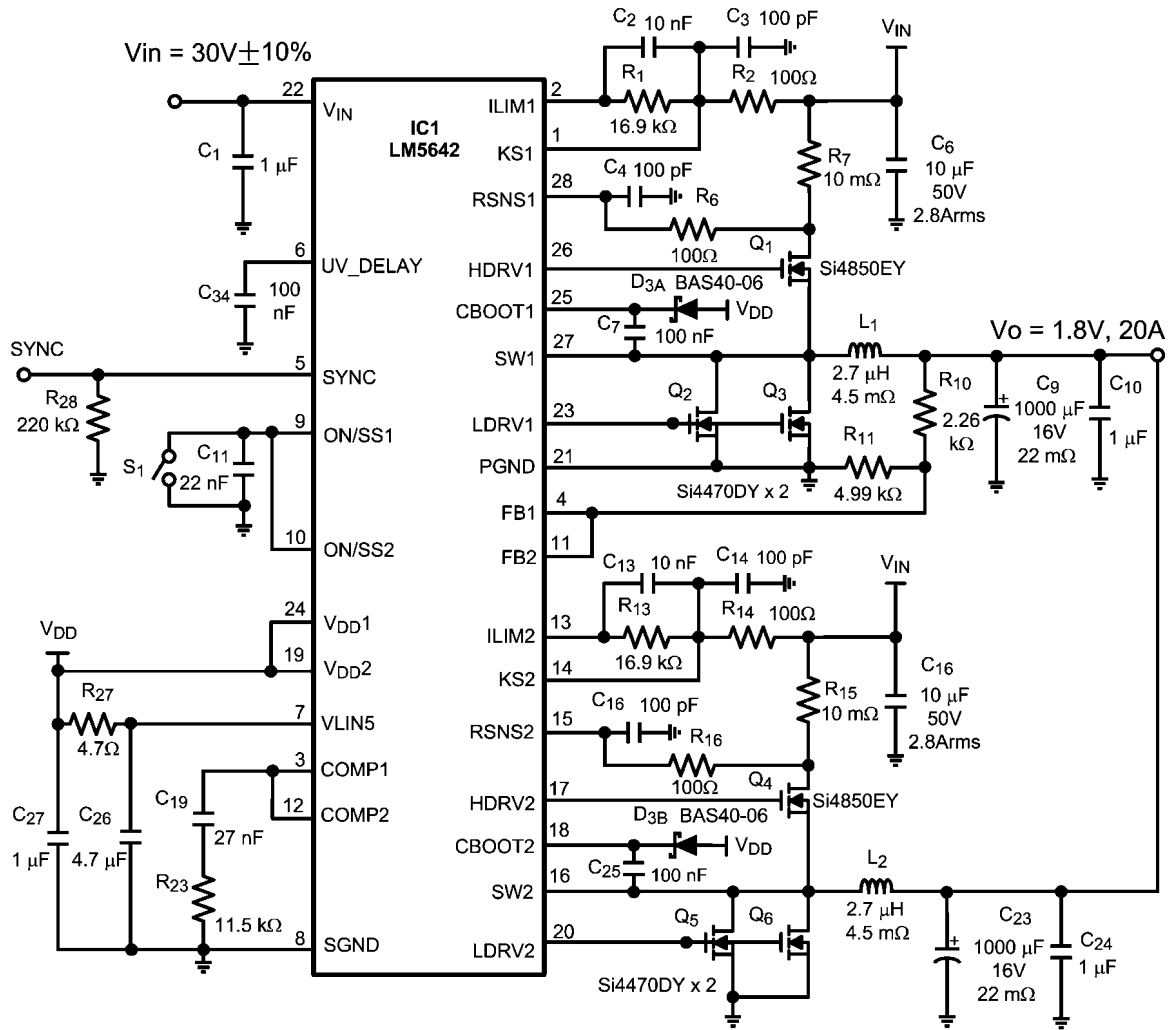 Vin = 30V±10%
IC1
LM5642
22
VIN
C1
1 µF
6
UV_DELAY
C34
100
nF
SYNC
5
SYNC
R28
220 kΩ
9
ON/SS1
S1
C11
22 nF
10
ON/SS2
24
VDD1
VDD
19
VDD2
R27
4.7Ω
7
VLIN5
3
COMP1
C19
27 nF
12
COMP2
C27
1 µF
C26
4.7 µF
R23
11.5 kΩ
8
SGND
C2
10 nF
C3
100 pF
VIN
2
ILIM1
R1
16.9 kΩ
R2
100Ω
1
KS1
C6
10 µF
50V
2.8Arms
R7
10 mΩ
28
RSNS1
C4
100 pF
R6
100Ω
26
HDRV1
Q1
Si4850EY
25
CBOOT1
D3A
BAS40-06
VDD
C7
100 nF
27
SW1
L1
2.7 µH
4.5 mΩ
Vo = 1.8V, 20A
R10
2.26
kΩ
C9
1000 µF
16V
22 mΩ
+
C10
1 µF
23
LDRV1
Q2
Q3
21
PGND
Si4470DY x 2
R11
4.99 kΩ
4
FB1
11
FB2
C13
10 nF
C14
100 pF
VIN
13
ILIM2
R13
16.9 kΩ
R14
100Ω
14
KS2
C16
10 µF
50V
2.8Arms
R15
10 mΩ
15
RSNS2
C16
100 pF
R16
100Ω
17
HDRV2
Q4
Si4850EY
18
CBOOT2
D3B
BAS40-06
VDD
C25
100 nF
16
SW2
L2
2.7 µH
4.5 mΩ
20
LDRV2
Q5
Q6
Si4470DY x 2
+
C23
1000 µF
16V
22 mΩ
C24
1 µF